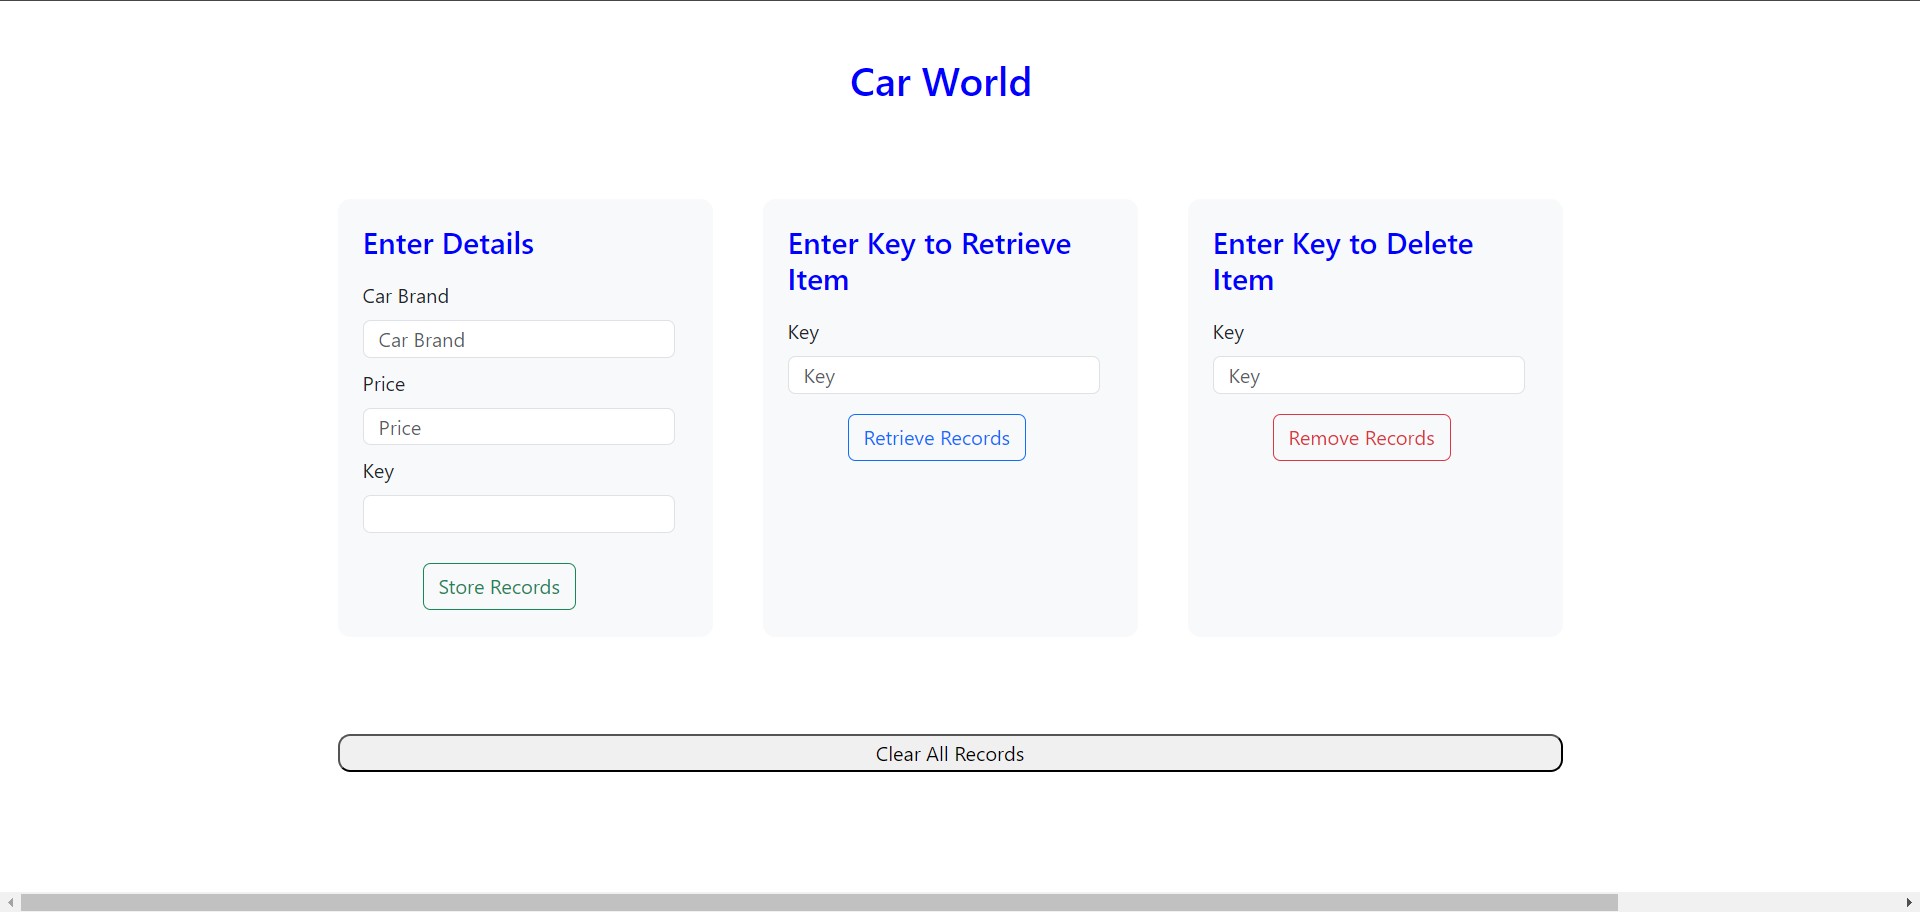 Car World
Enter Details
Car Brand
Car Brand
Price
Price
Key
Store Records
Enter Key to Retrieve
Item
Key
Key
Retrieve Records
Enter Key to Delete
Item
Key
Key
Remove Records
Clear All Records